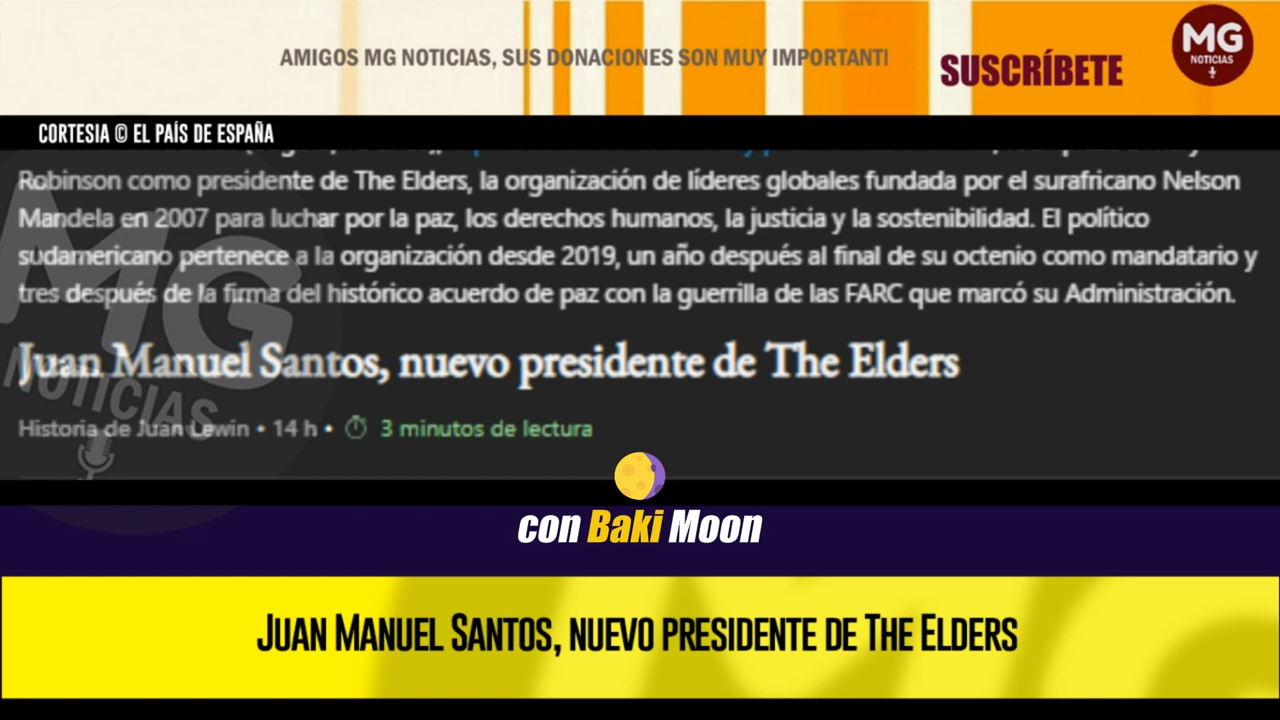 AMIGOS MG NOTICIAS, SUS DONACIONES SON MUY IMPORTANTI
SUSCRÍBETE
MG
NOTICIAS
CORTESIA © EL PAÍS DE ESPAÑA
Robinson como presidente de The Elders, la organización de líderes globales fundada por el surafricano Nelson
Mandela en 2007 para luchar por la paz, los derechos humanos, la justicia y la sostenibilidad. El político
sudamericano pertenece a la organización desde 2019, un año después al final de su octenio como mandatario y
tres después de la firma del histórico acuerdo de paz con la guerrilla de las FARC que marcó su Administración.
Juan Manuel Santos, nuevo presidente de The Elders
Historia de Juan Lewin • 14 h • 3 minutos de lectura
MG
NOTICIAS
con Baki Moon
JUAN MANUEL SANTOS, NUEVO PRESIDENTE DE THE ELDERS